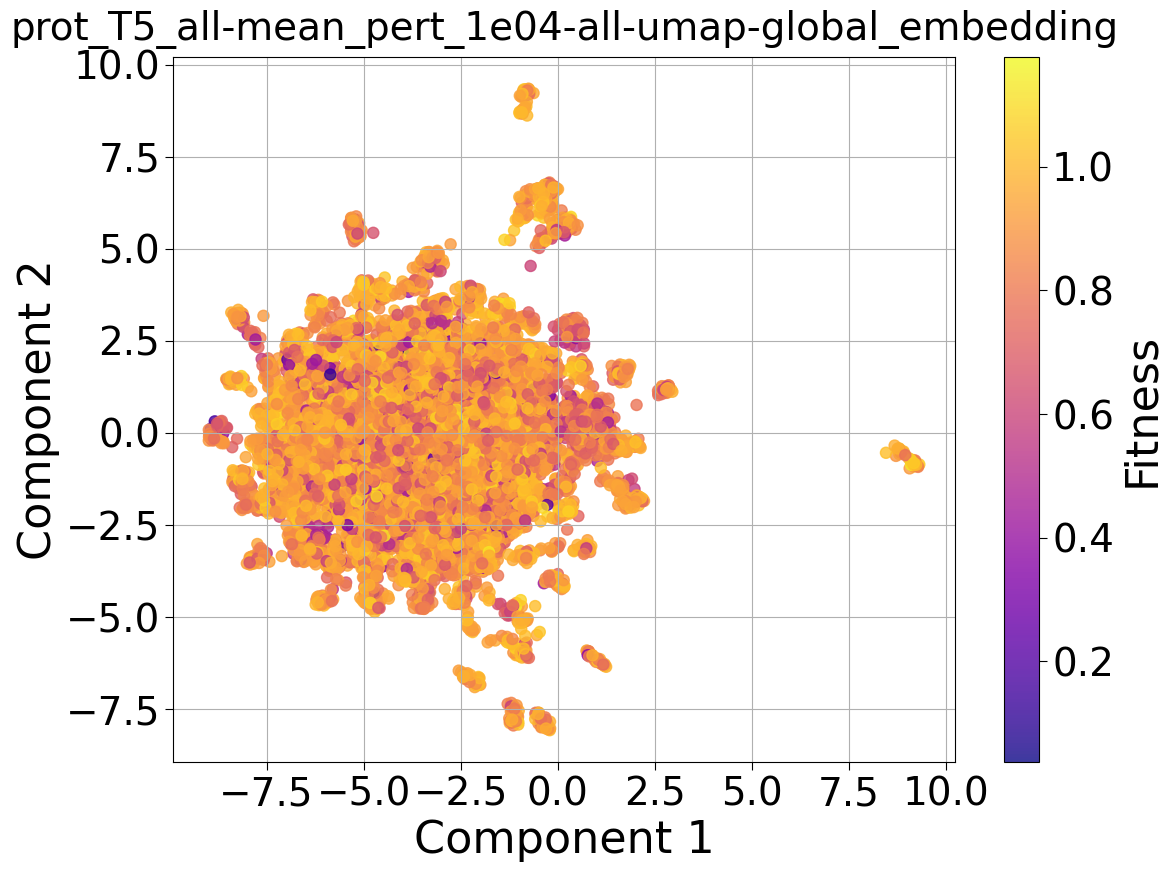 prot_T5_all-mean_pert_1e04-all-umap-global_embedding
10.0
7.5
5.0
2.5
0.0
−2.5
−5.0
−7.5
Component 2
−7.5 −5.0 −2.5 0.0 2.5 5.0 7.5 10.0
Component 1
1.0
0.8
0.6
0.4
0.2
Fitness